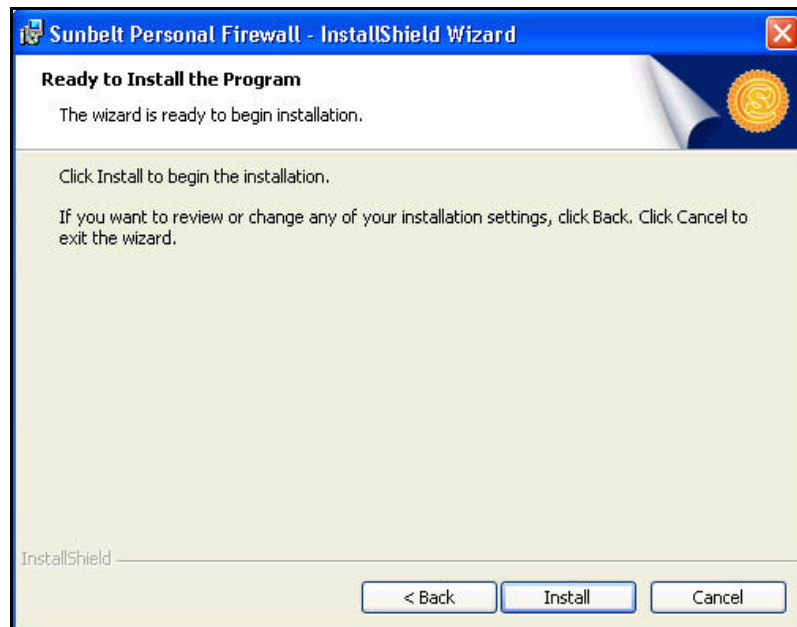 Sunbelt Personal Firewall - InstallShield Wizard
Ready to Install the Program
The wizard is ready to begin installation.
S
Click Install to begin the installation.
If you want to review or change any of your installation settings, click Back. Click Cancel to
exit the wizard.
InstallShield
< Back
Install
Cancel